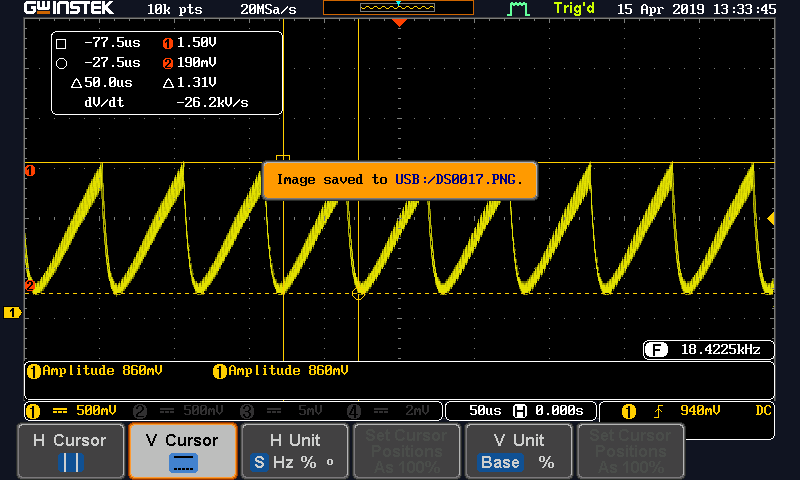 GWINSTEK 10k pts 20MSa/s Trig'd 15 Apr 2019 13:33:45
-77.5us 1 1.50V
-27.5us 2 190mV
△50.0us △1.31V
dV/dt -26.2kV/s
1
Image saved to USB:/DS0017.PNG.
2
1
F 18.4225kHz
1 Amplitude 860mV 1 Amplitude 860mV
1 500mV 2 500mV 3 5mV 4 2mV 50us H 0.000s 1 940mV DC
H Cursor
V Cursor
H Unit
S Hz % °
Set Cursor
Positions
As 100%
V Unit
Base %
Set Cursor
Positions
As 100%